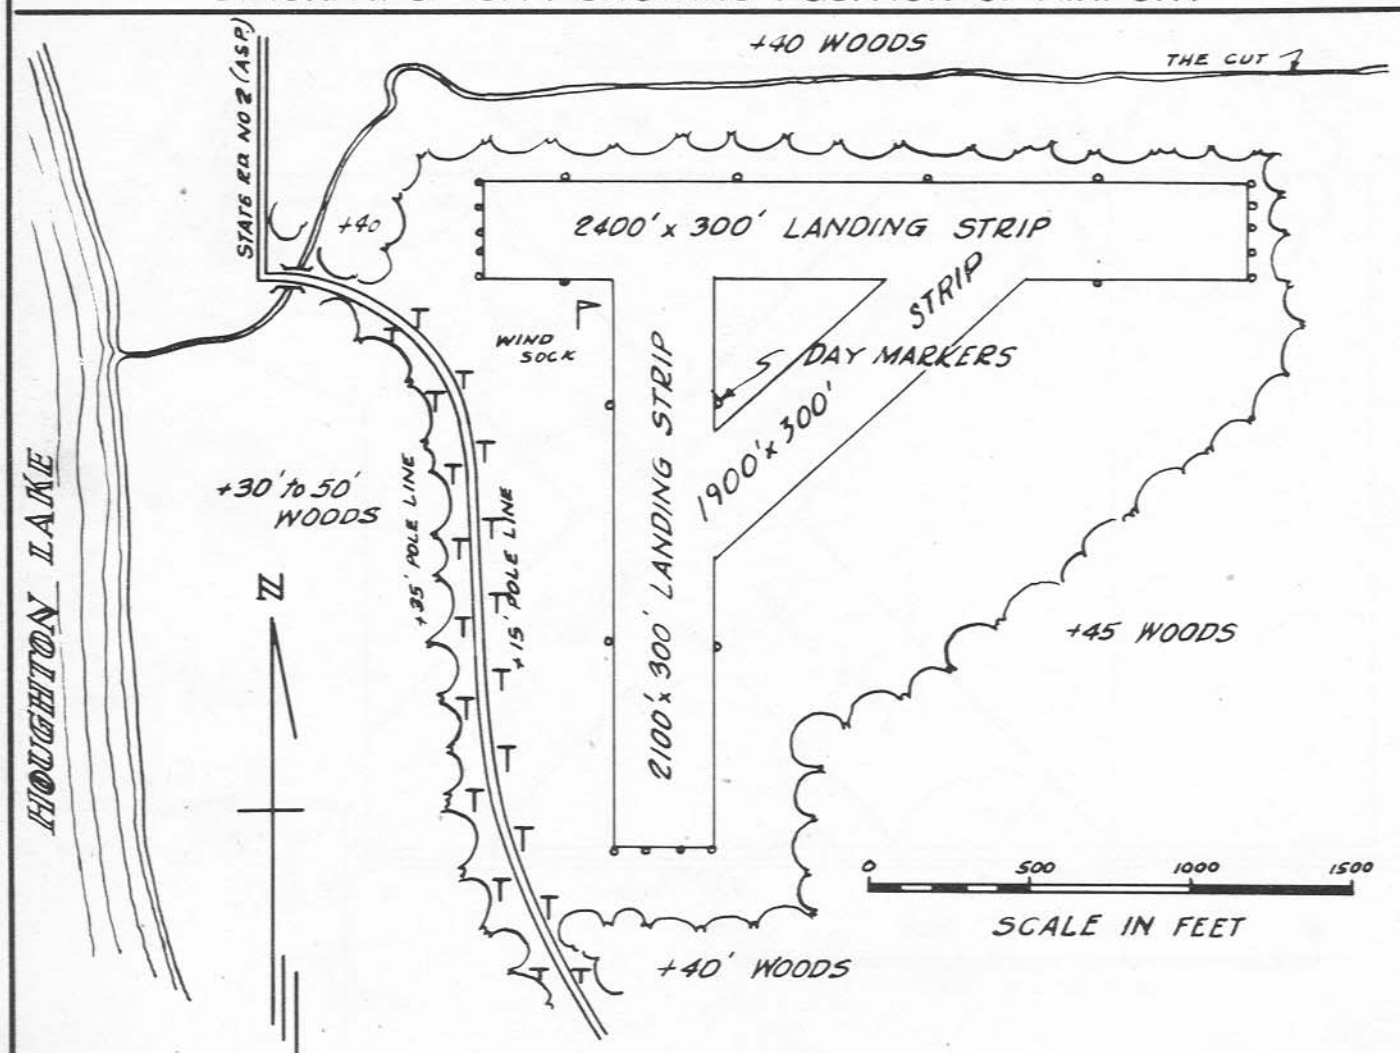 +40 WOODS
THE CUT
STATE RD NO 2 (ASP.)
+40
2400' x 300' LANDING STRIP
STRIP
WIND
SOCK
DAY MARKERS
1900' x 300'
2100' x 300' LANDING STRIP
HOUGHTON LAKE
+30' to 50'
WOODS
+35' POLE LINE
+15' POLE LINE
N
+45 WOODS
0 500 1000 1500
SCALE IN FEET
+40' WOODS